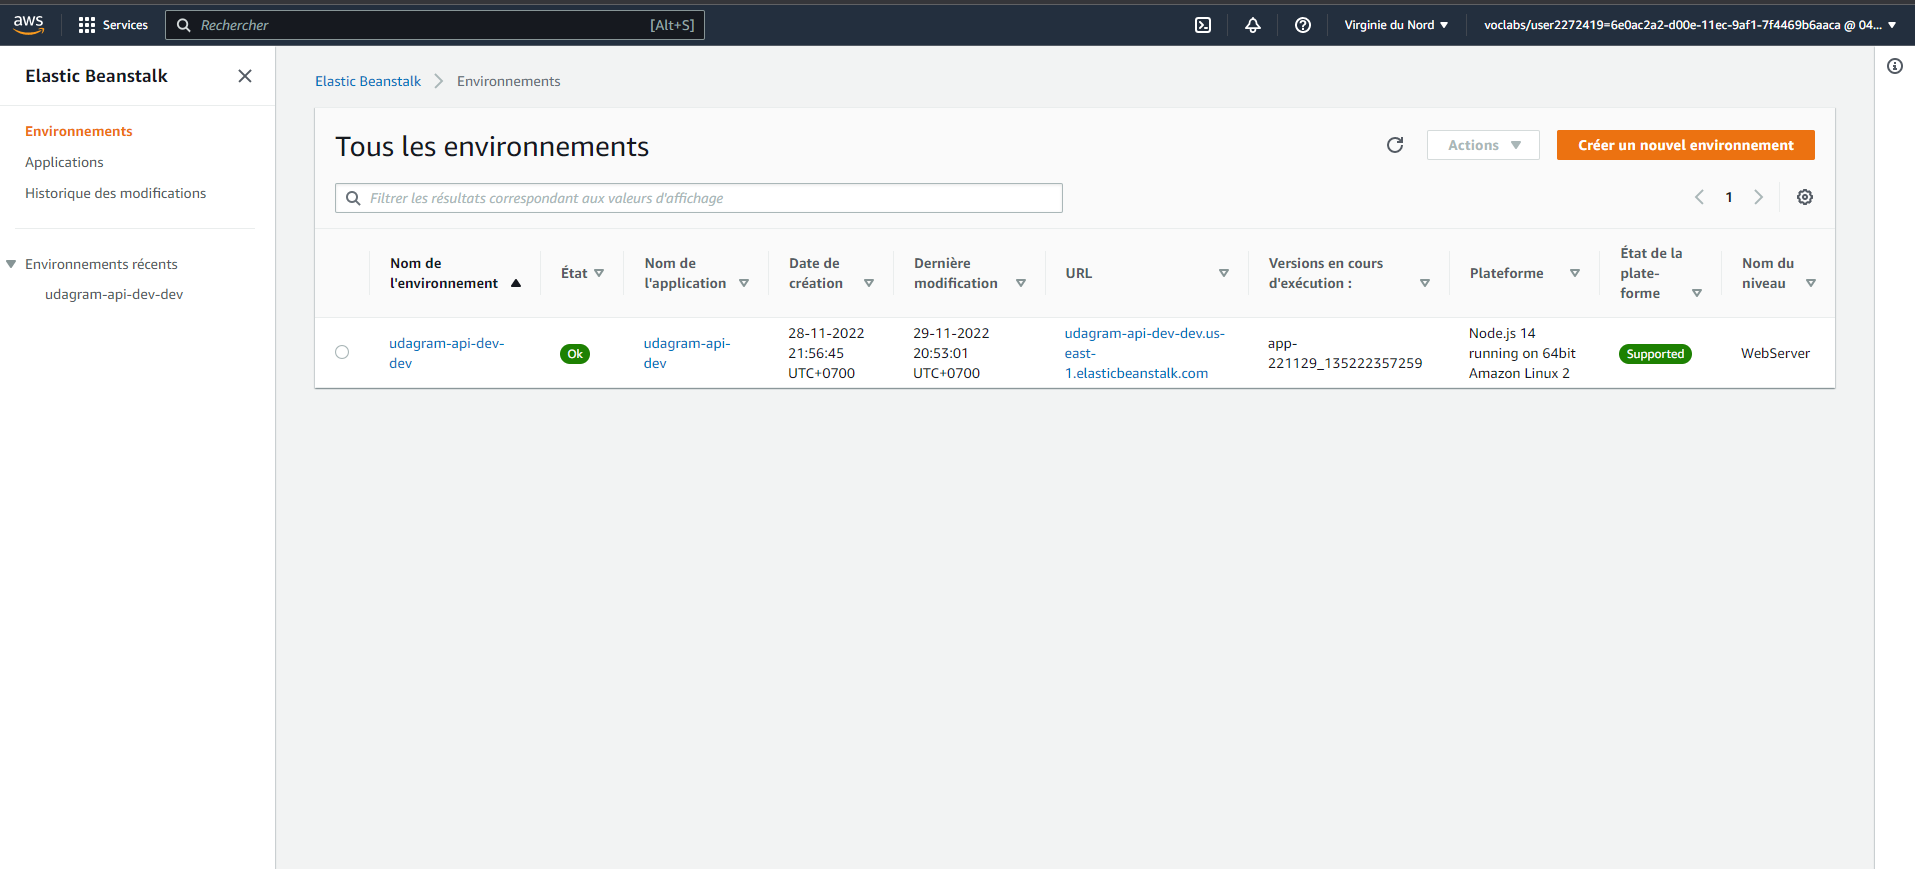 aws
Services
Rechercher
[Alt+S]
Virginie du Nord
voclabs/user2272419=6e0ac2a2-d00e-11ec-9af1-7f4469b6aaca @ 04...
Elastic Beanstalk
Environnements
Applications
Historique des modifications
Environnements récents
udagram-api-dev-dev
Elastic Beanstalk
Environnements
Tous les environnements
Actions
Créer un nouvel environnement
Filtrer les résultats correspondant aux valeurs d'affichage
1
Nom de
l'environnement
État
Nom de
l'application
Date de
création
Dernière
modification
URL
Versions en cours
d'exécution :
Plateforme
État de la
plate-
forme
Nom du
niveau
udagram-api-dev-
dev
Ok
udagram-api-
dev
28-11-2022
21:56:45
UTC+0700
29-11-2022
20:53:01
UTC+0700
udagram-api-dev-dev.us-
east-
1.elasticbeanstalk.com
app-
221129_135222357259
Node.js 14
running on 64bit
Amazon Linux 2
Supported
WebServer